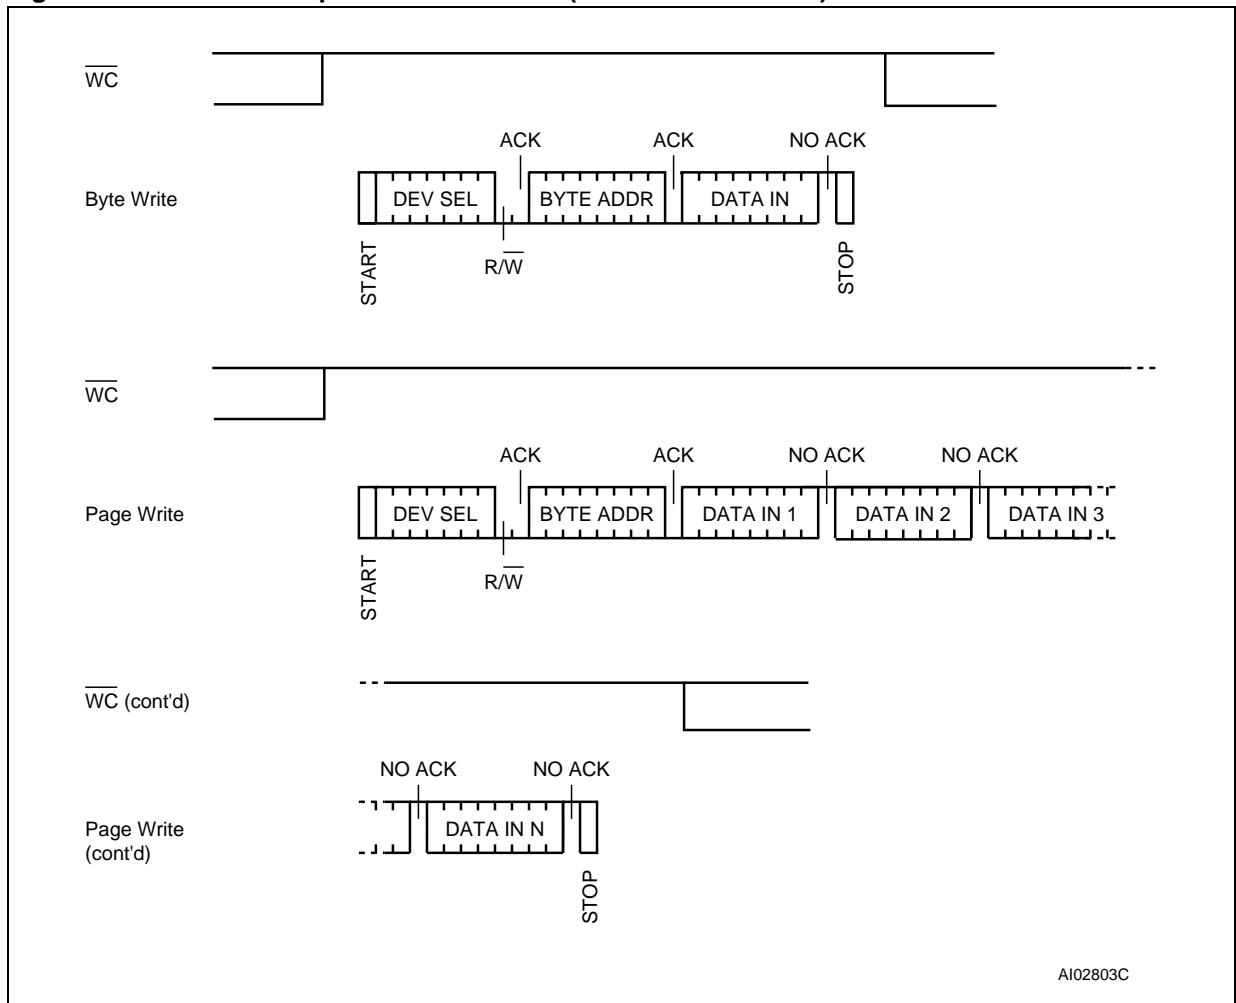 WC
ACK ACK NO ACK
Byte Write DEV SEL BYTE ADDR DATA IN
START R/W STOP
WC
ACK ACK NO ACK NO ACK
Page Write DEV SEL BYTE ADDR DATA IN 1 DATA IN 2 DATA IN 3
START R/W
WC (cont'd)
NO ACK NO ACK
Page Write DATA IN N
(cont'd)
STOP
AI02803C